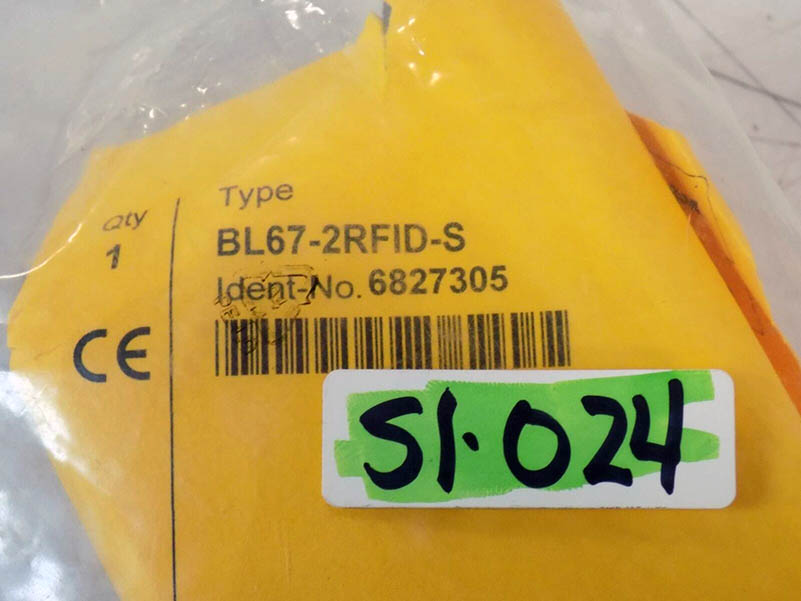 Type
Qty
BL67-2RFID-S
1
Ident-No. 6827305
CE
S1.024